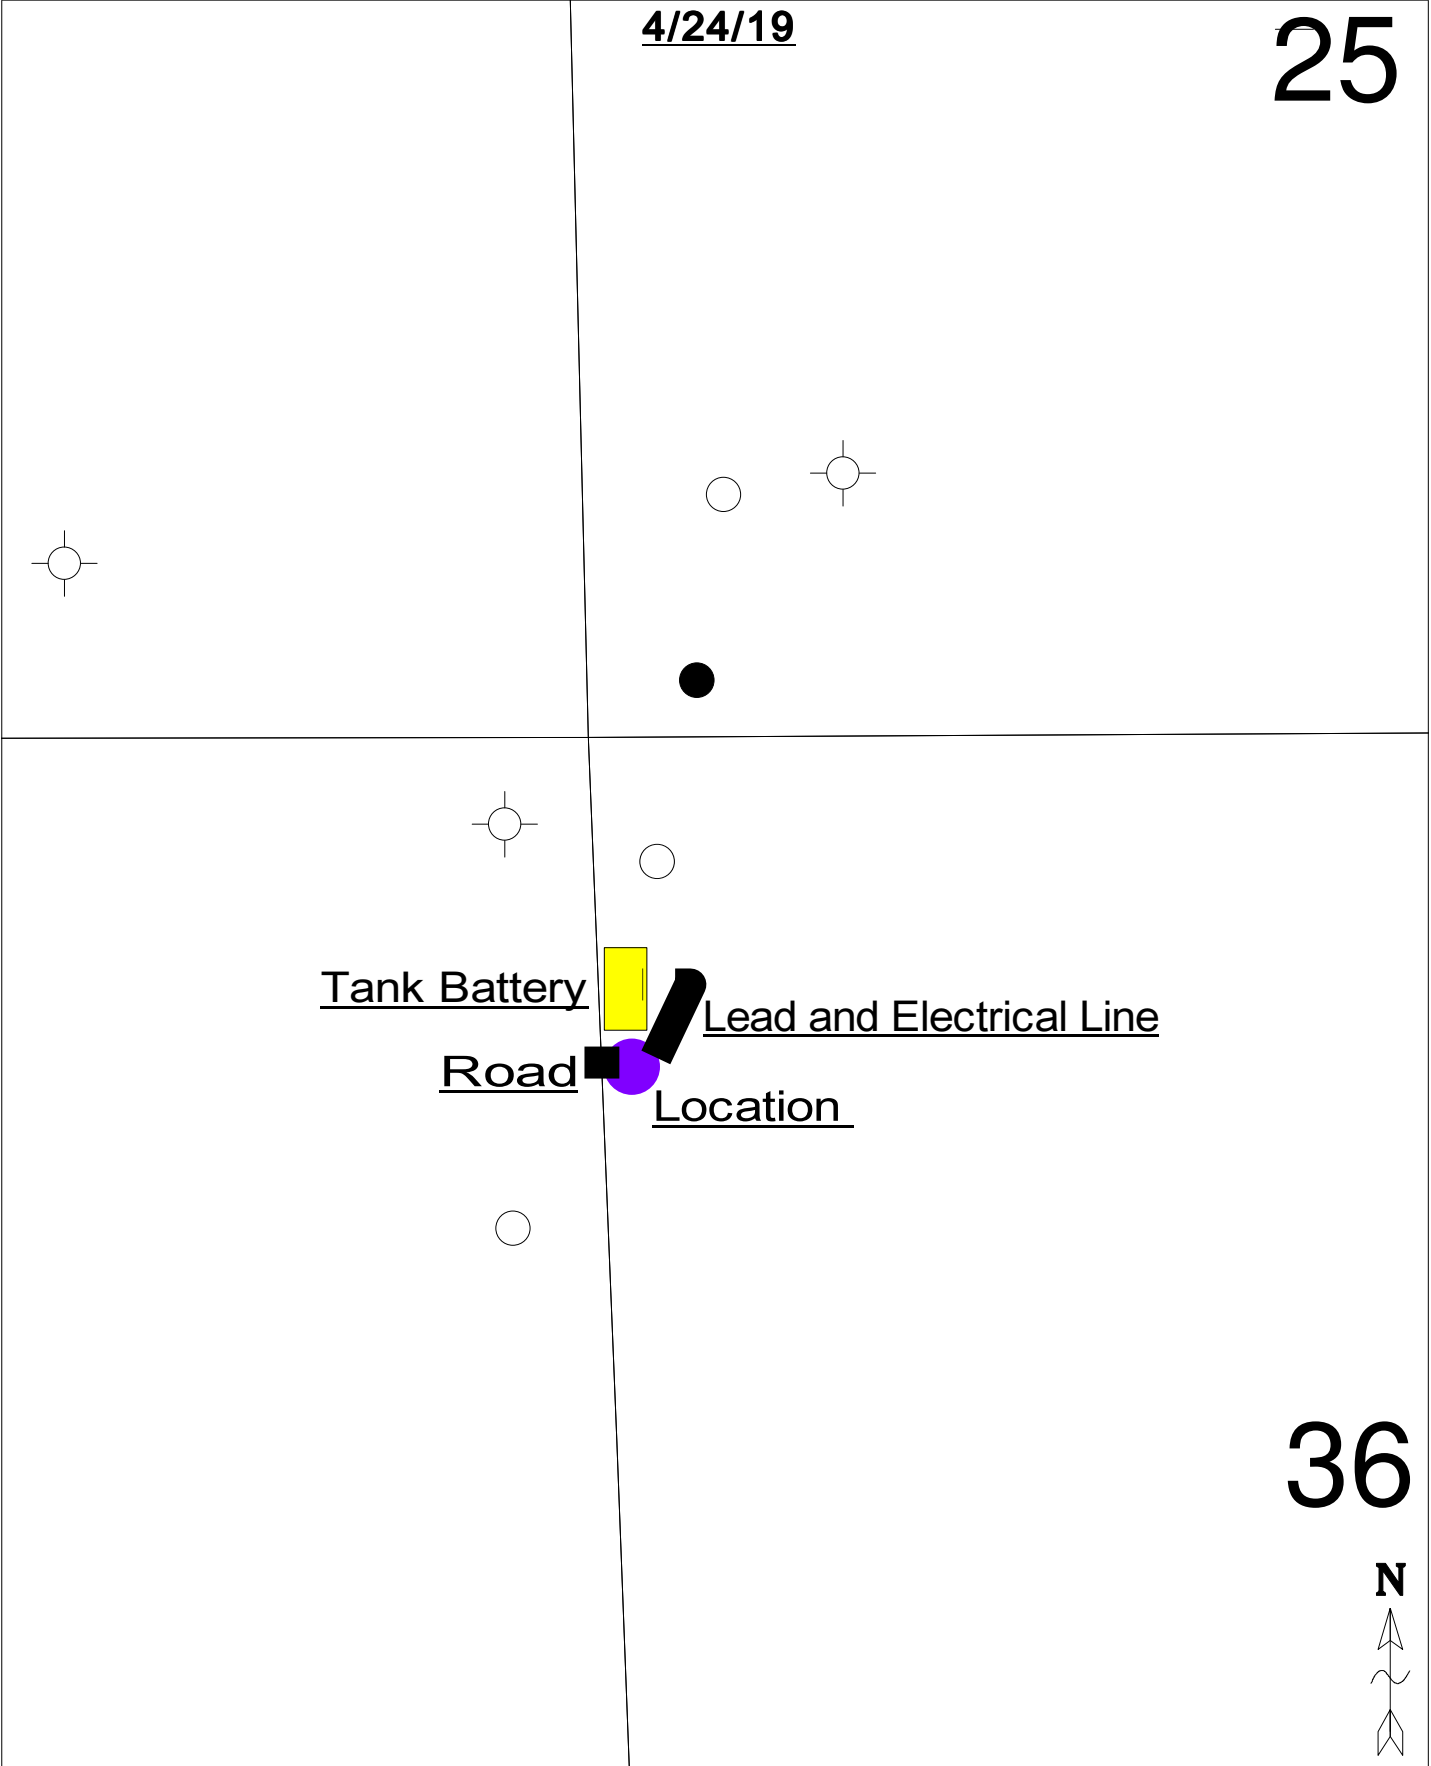 4/24/19
25
Tank Battery
Lead and Electrical Line
Road
Location
36
N